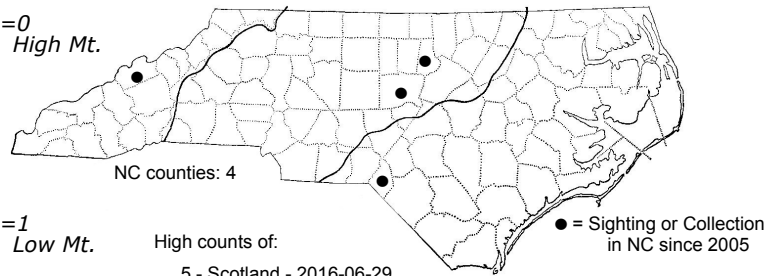 =0
High Mt.
NC counties: 4
=1
Low Mt.
High counts of:
5 - Scotland - 2016-06-29
● = Sighting or Collection
in NC since 2005